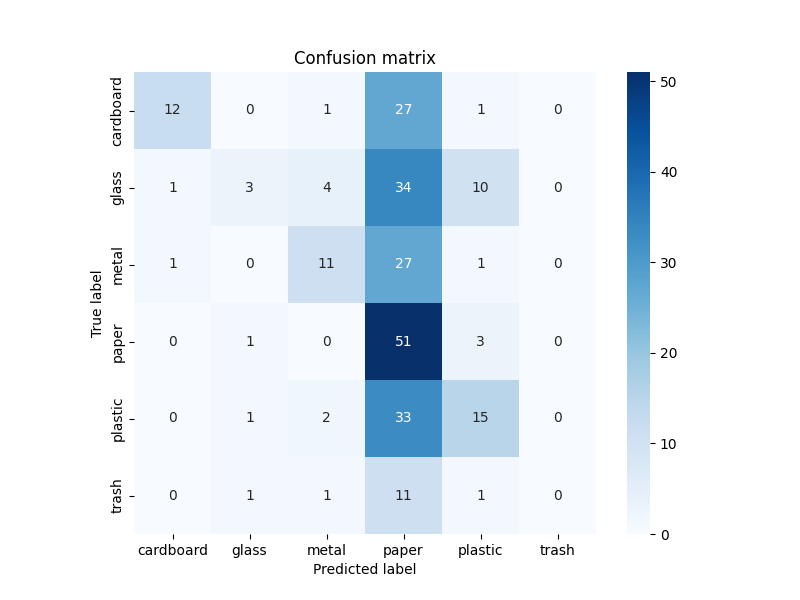 Confusion matrix
True label
cardboard 12 0 1 27 1 0
glass 1 3 4 34 10 0
metal 1 0 11 27 1 0
paper 0 1 0 51 3 0
plastic 0 1 2 33 15 0
trash 0 1 1 11 1 0
cardboard glass metal paper plastic trash
Predicted label
50
40
30
20
10
0